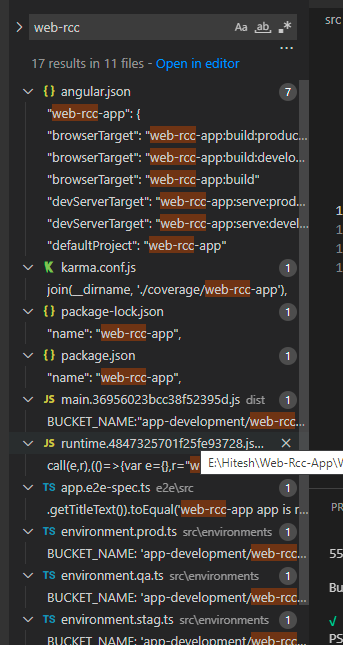 src
web-rcc
Aa ab .*
17 results in 11 files - Open in editor
{} angular.json 7
"web-rcc-app": {
"browserTarget": "web-rcc-app:build:produc...
"browserTarget": "web-rcc-app:build:develo...
"browserTarget": "web-rcc-app:build"
"devServerTarget": "web-rcc-app:serve:prod...
"devServerTarget": "web-rcc-app:serve:devel...
"defaultProject": "web-rcc-app"
karma.conf.js 1
join(__dirname, './coverage/web-rcc-app'),
{} package-lock.json 1
"name": "web-rcc-app",
{} package.json 1
"name": "web-rcc-app",
JS main.36956023bcc38f52395d.js dist 1
BUCKET_NAME:"app-development/web-rcc...
JS runtime.4847325701f25fe93728.js...
E:\Hitesh\Web-Rcc-App\W
call(e,r),(()=>{var e={},r="w
TS app.e2e-spec.ts e2e\src 1
.getTitleText()).toEqual('web-rcc-app app is r...
TS environment.prod.ts src\environments 1
BUCKET_NAME: 'app-development/web-rcc...
TS environment.qa.ts src\environments 1
BUCKET_NAME: 'app-development/web-rcc...
TS environment.stag.ts src\environments 1
BUCKET_NAME: 'app-development/web-rcc...
1
1
1
1
PR
55
Bu
√
PS